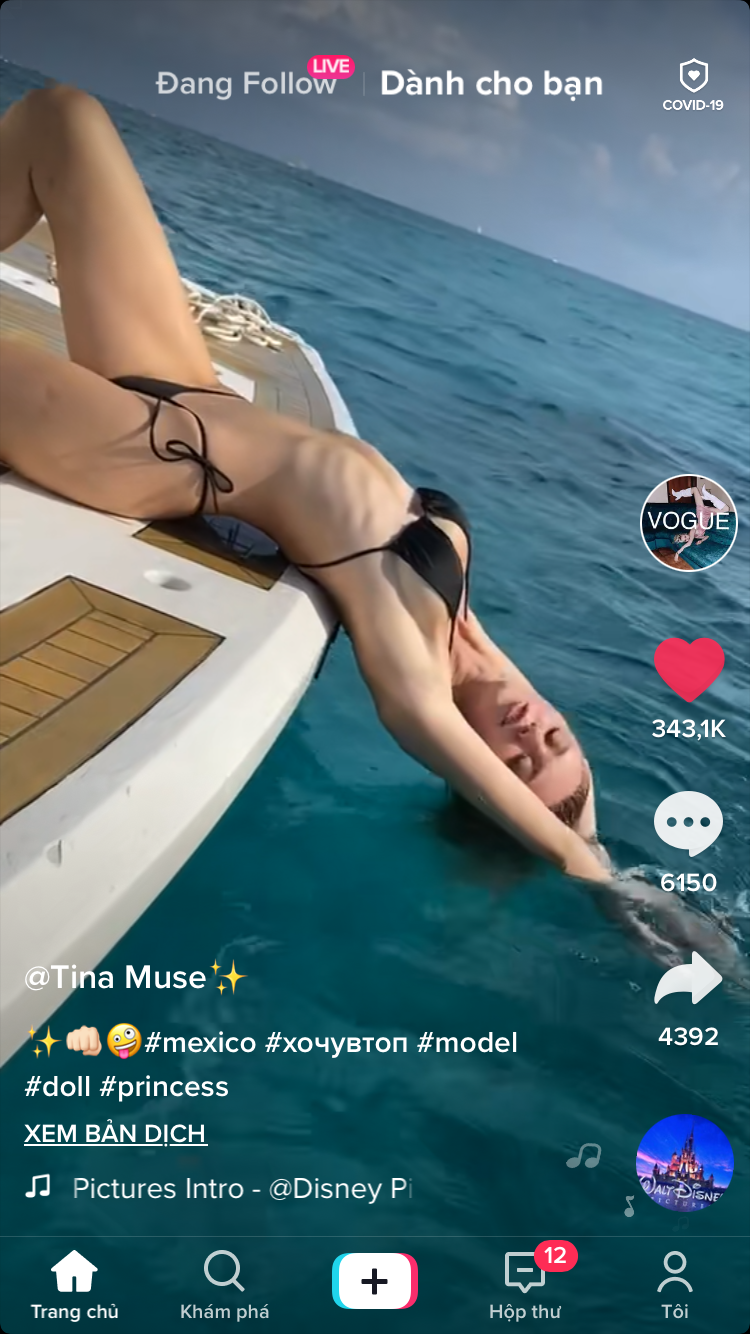 Đang Follow LIVE Dành cho bạn
COVID-19
VOGUE
343,1K
6150
@Tina Muse✨
4392
✨👊🏻🤪#mexico #хочувтоп #model
#doll #princess
XEM BẢN DỊCH
Pictures Intro - @Disney Pi
WALT DISNE
PICTURES
12
Trang chủ Khám phá Hộp thư Tôi